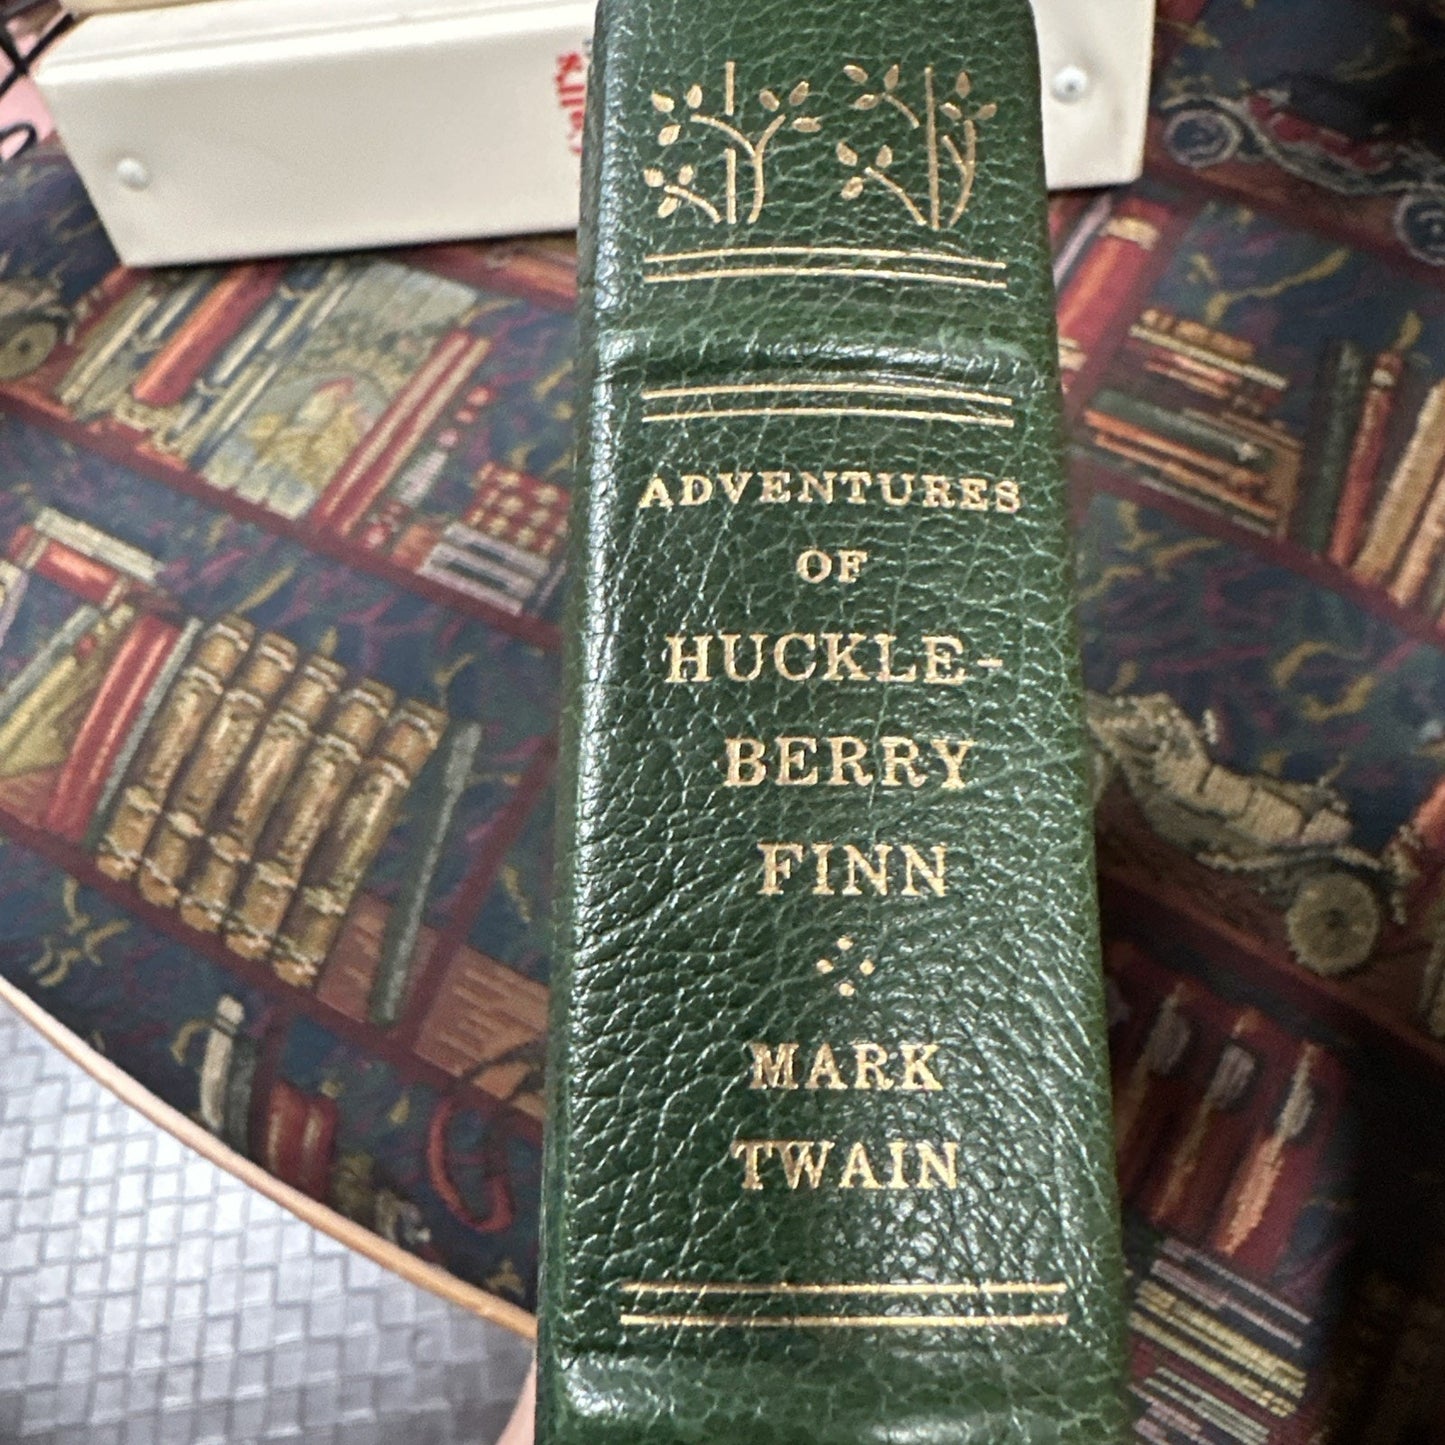 ADVENTURES
OF
HUCKLE-
BERRY
FINN
MARK
TWAIN